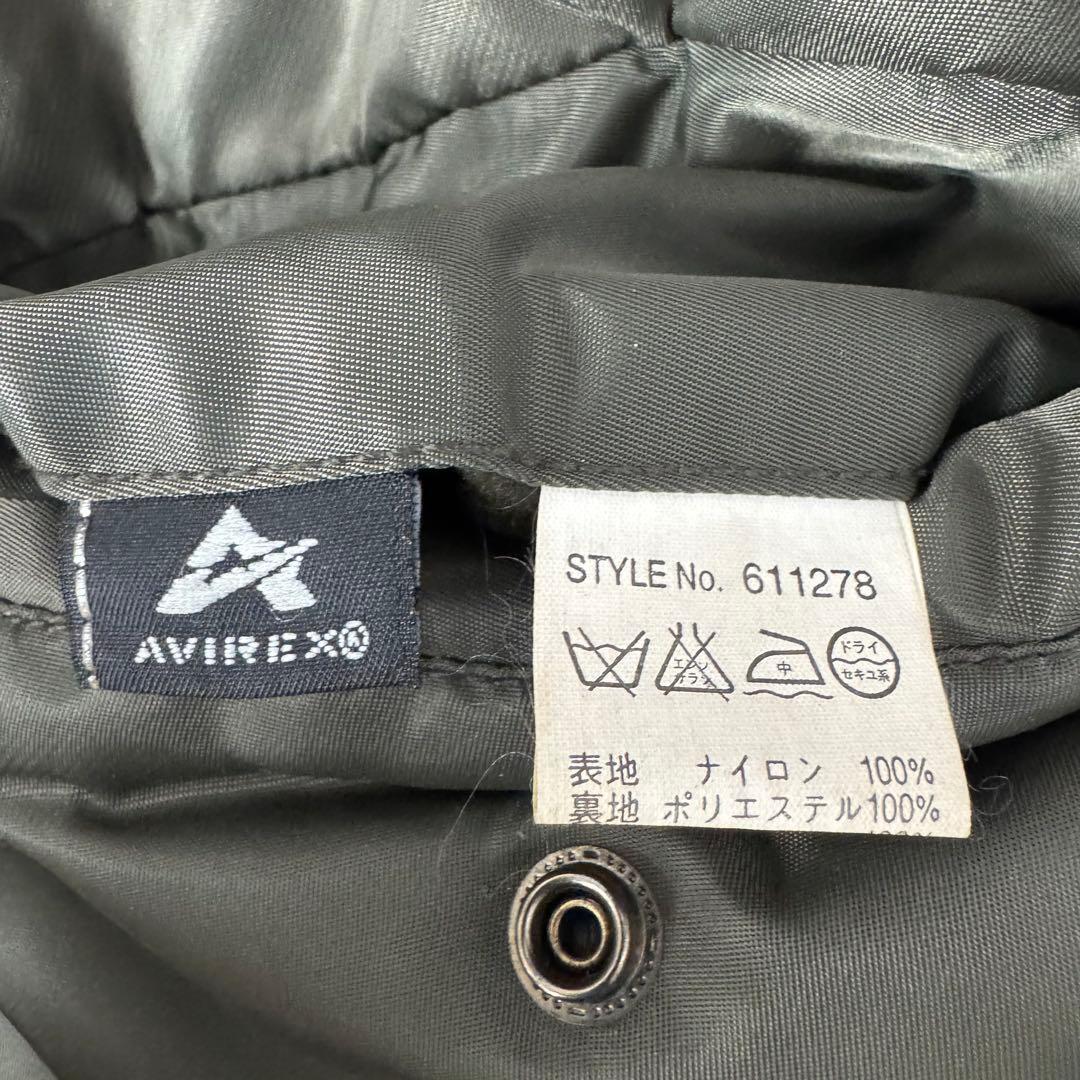 AVIREX®
STYLE No. 611278
エンソ
サラシ
中
ドライ
セキユ系
表地 ナイロン 100%
裏地 ポリエステル100%
100%